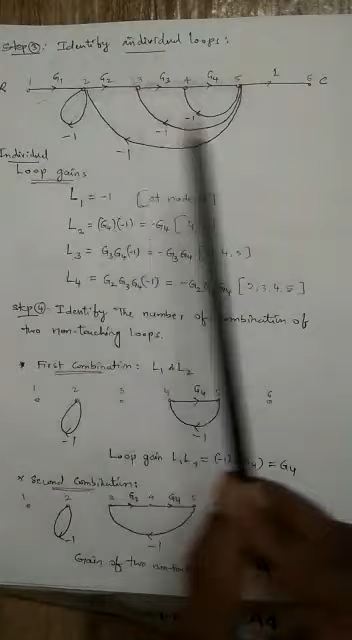 Step③: Identify individual loops:
R 1 G₁ 2 G₂ 3 G₃ 4 G₄ 5 1 6 C
-1 -1 -1 -1
Individual
Loop gains
L₁ = -1 [at node
L₂ = (G₄)(-1) = -G₄ [
L₃ = G₃G₄(-1) = -G₃G₄ [ 4, 5]
L₄ = G₂G₃G₄(-1) = -G₂ G₄ [2,3,4,5]
Step④. Identify The number of combination of
two non-touching loops.
* First Combination: L₁ & L₂
1 2 3 4 G₄ 5 6
-1 -1
Loop gain L₁L₂ = (-1) ( G₄) = G₄
* Second Combination:
1 2 3 G₃ 4 G₄ 5
-1 -1
Gain of two